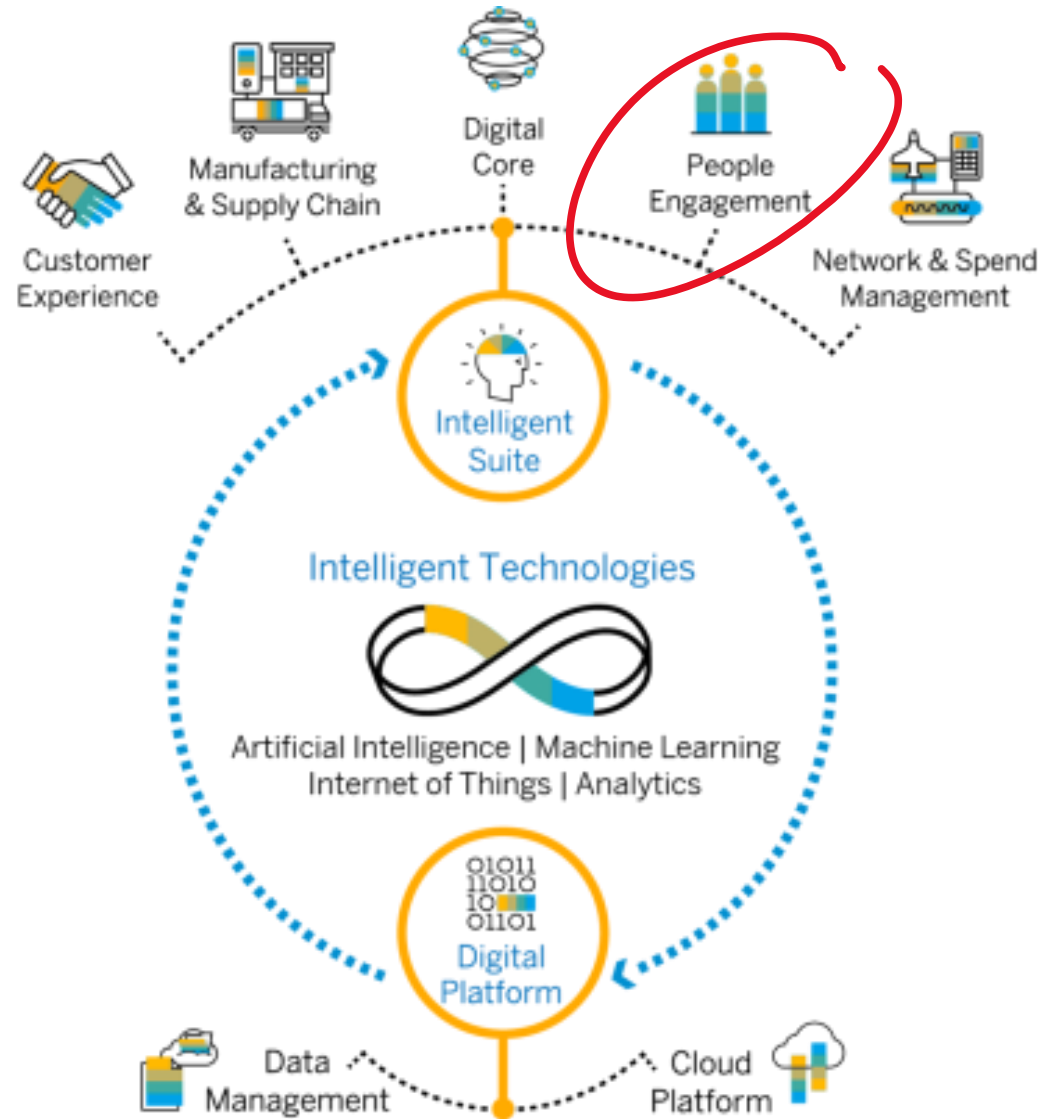 Digital
Core
Manufacturing
& Supply Chain
People
Engagement
Customer
Experience
Network & Spend
Management
Intelligent
Suite
Intelligent Technologies
Artificial Intelligence | Machine Learning
Internet of Things | Analytics
01011
11010
10
01101
Digital
Platform
Data
Management
Cloud
Platform